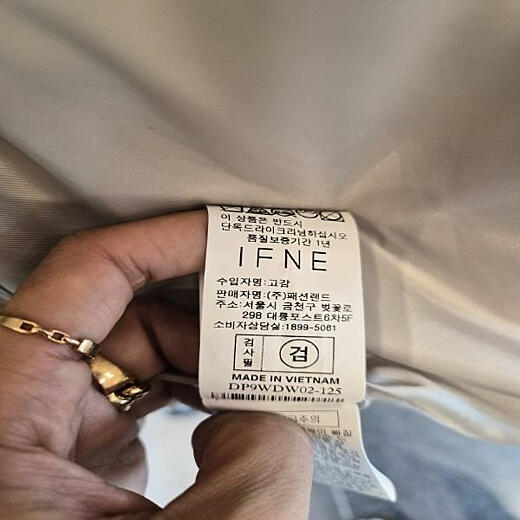 이 상품은 반드시
단독드라이크리닝하십시오
품질보증기간 1년
IFNE
수입자명:고감
판매자명:(주)패션랜드
주소:서울시 금천구 벚꽃로
298 대륭포스트6차5F
소비자상담실:1899-5061
검사필
검
MADE IN VIETNAM
DP9WDW02-125
주의